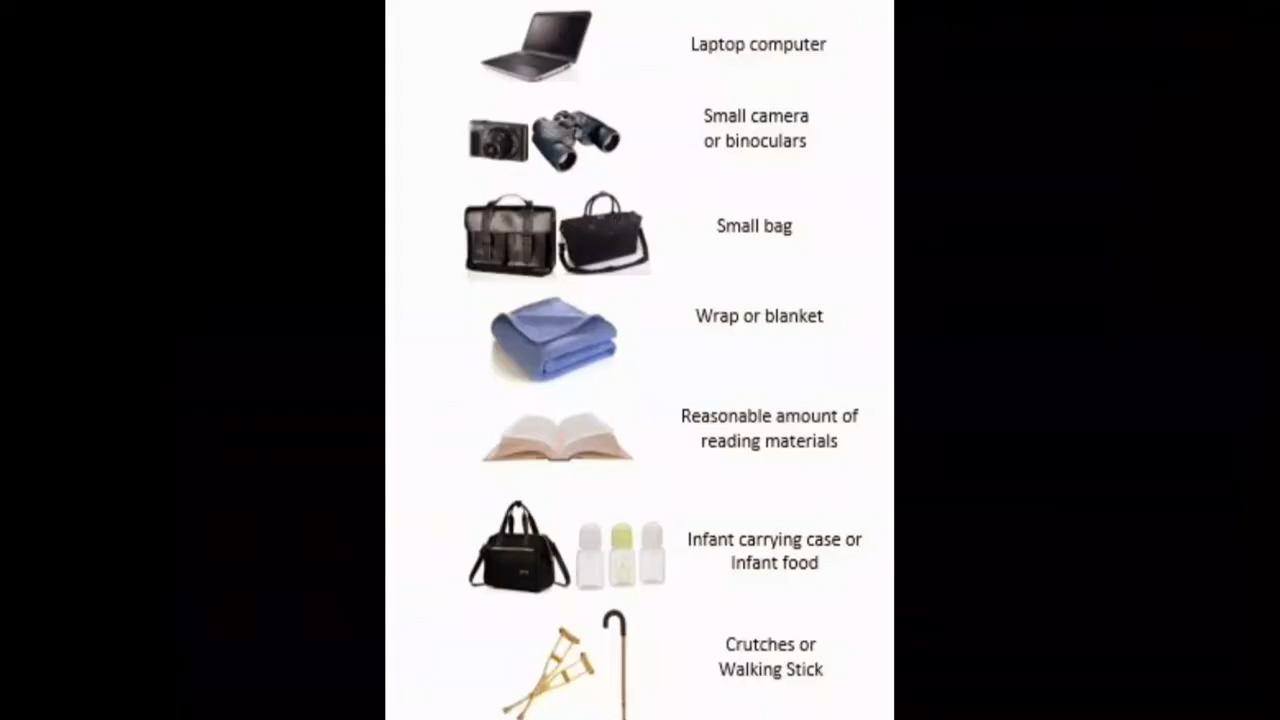 Laptop computer
Small camera
or binoculars
Small bag
Wrap or blanket
Reasonable amount of
reading materials
Infant carrying case or
Infant food
Crutches or
Walking Stick